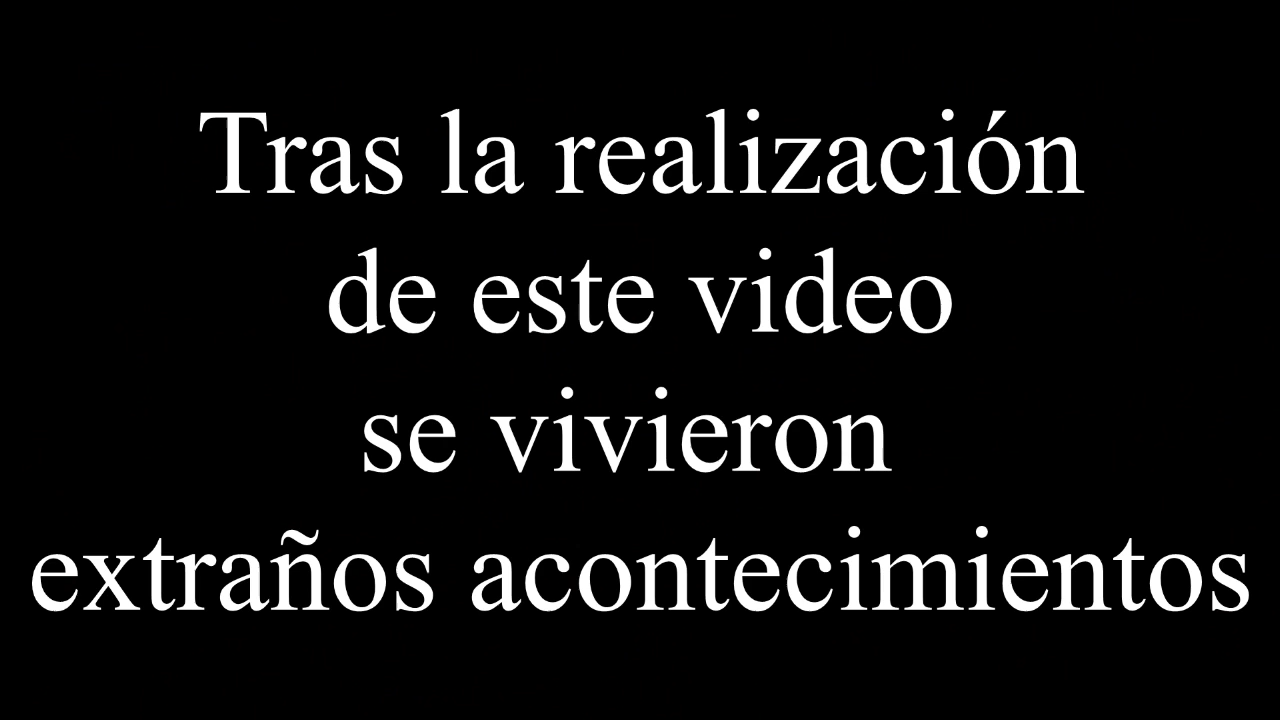 Tras la realización
de este video
se vivieron
extraños acontecimientos